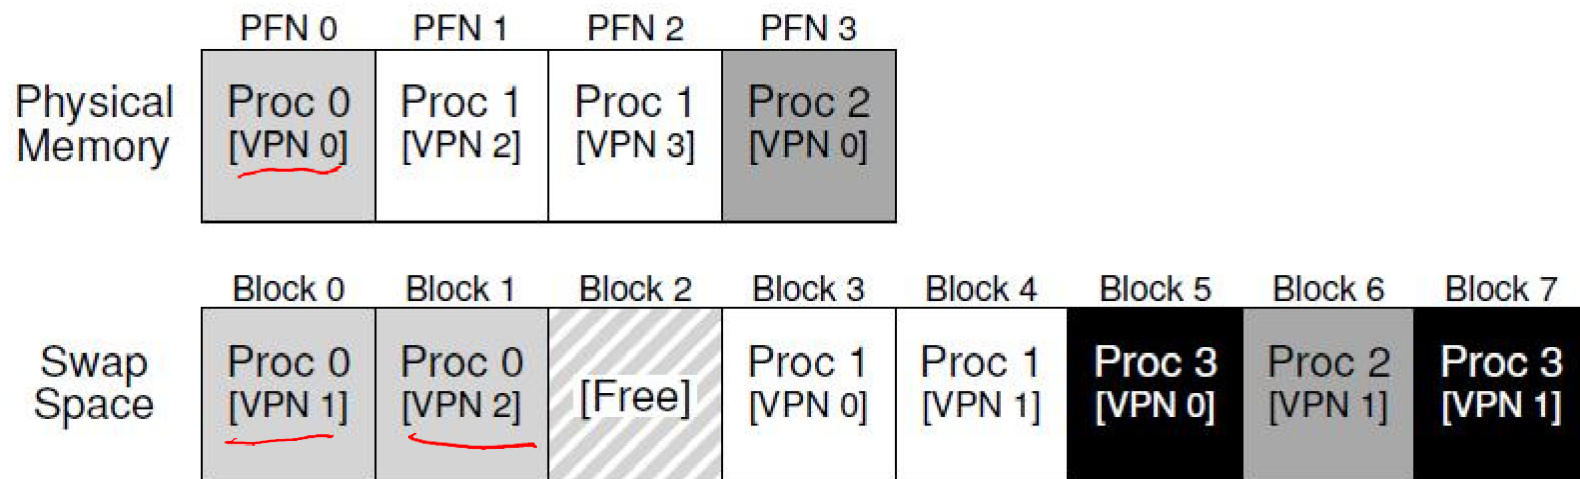 PFN 0 PFN 1 PFN 2 PFN 3
Physical Memory
Proc 0 [VPN 0]
Proc 1 [VPN 2]
Proc 1 [VPN 3]
Proc 2 [VPN 0]
Block 0 Block 1 Block 2 Block 3 Block 4 Block 5 Block 6 Block 7
Swap Space
Proc 0 [VPN 1]
Proc 0 [VPN 2]
[Free]
Proc 1 [VPN 0]
Proc 1 [VPN 1]
Proc 3 [VPN 0]
Proc 2 [VPN 1]
Proc 3 [VPN 1]